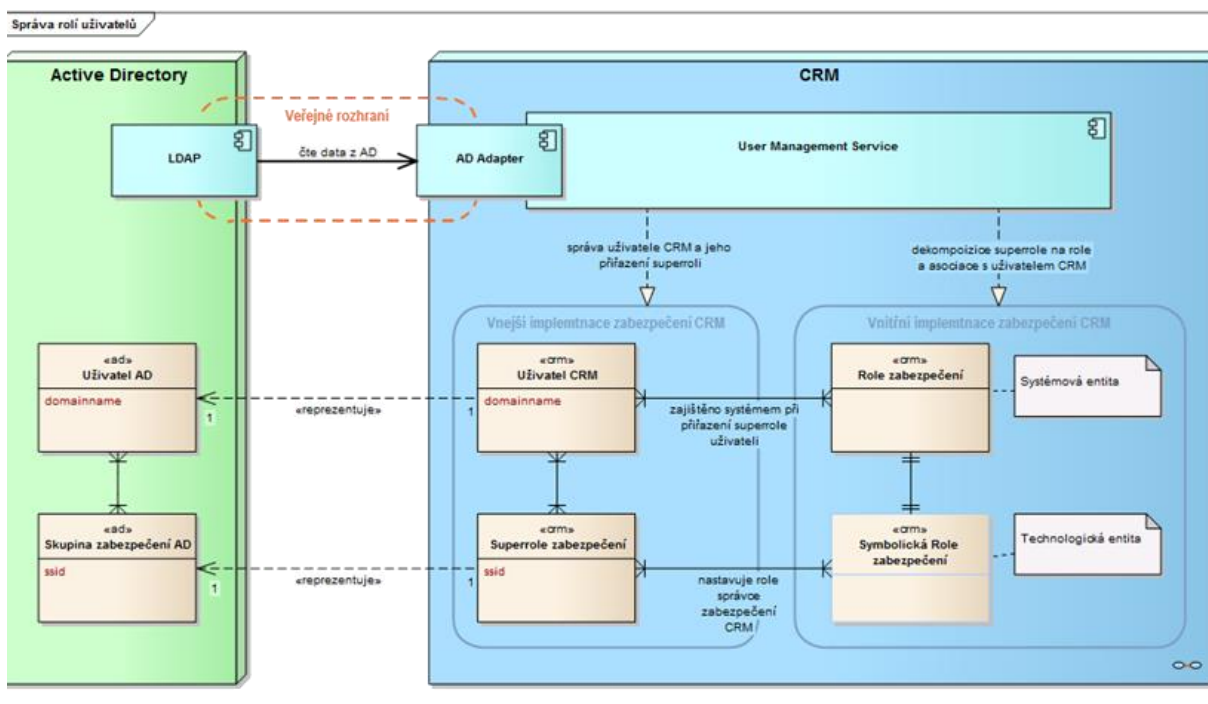 Správa rolí uživatelů
Active Directory
CRM
Veřejné rozhraní
LDAP
čte data z AD
AD Adapter
User Management Service
správa uživatele CRM a jeho
přiřazení superroli
dekompoizice superrole na role
a asociace s uživatelem CRM
Vnejší implemtnace zabezpečení CRM
Vnitřní implemtnace zabezpečení CRM
«ad»
Uživatel AD
domainname
1
«reprezentuje»
1
«crm»
Uživatel CRM
domainname
zajištěno systémem při
přiřazení superrole
uživateli
«crm»
Role zabezpečení
Systémová entita
«ad»
Skupina zabezpečení AD
ssid
1
«reprezentuje»
1
«crm»
Superrole zabezpečení
ssid
nastavuje role
správce
zabezpečení
CRM
«crm»
Symbolická Role
zabezpečení
Technologická entita